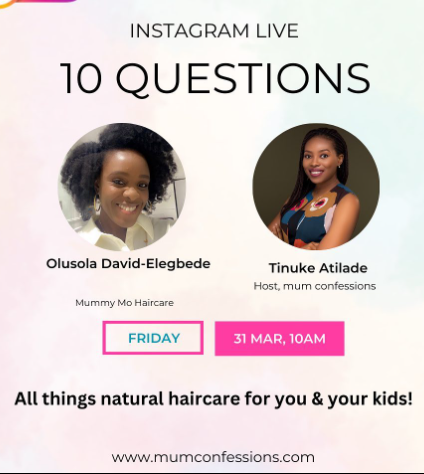 INSTAGRAM LIVE
10 QUESTIONS
Olusola David-Elegbede
Mummy Mo Haircare
Tinuke Atilade
Host, mum confessions
FRIDAY
31 MAR, 10AM
All things natural haircare for you & your kids!
www.mumconfessions.com